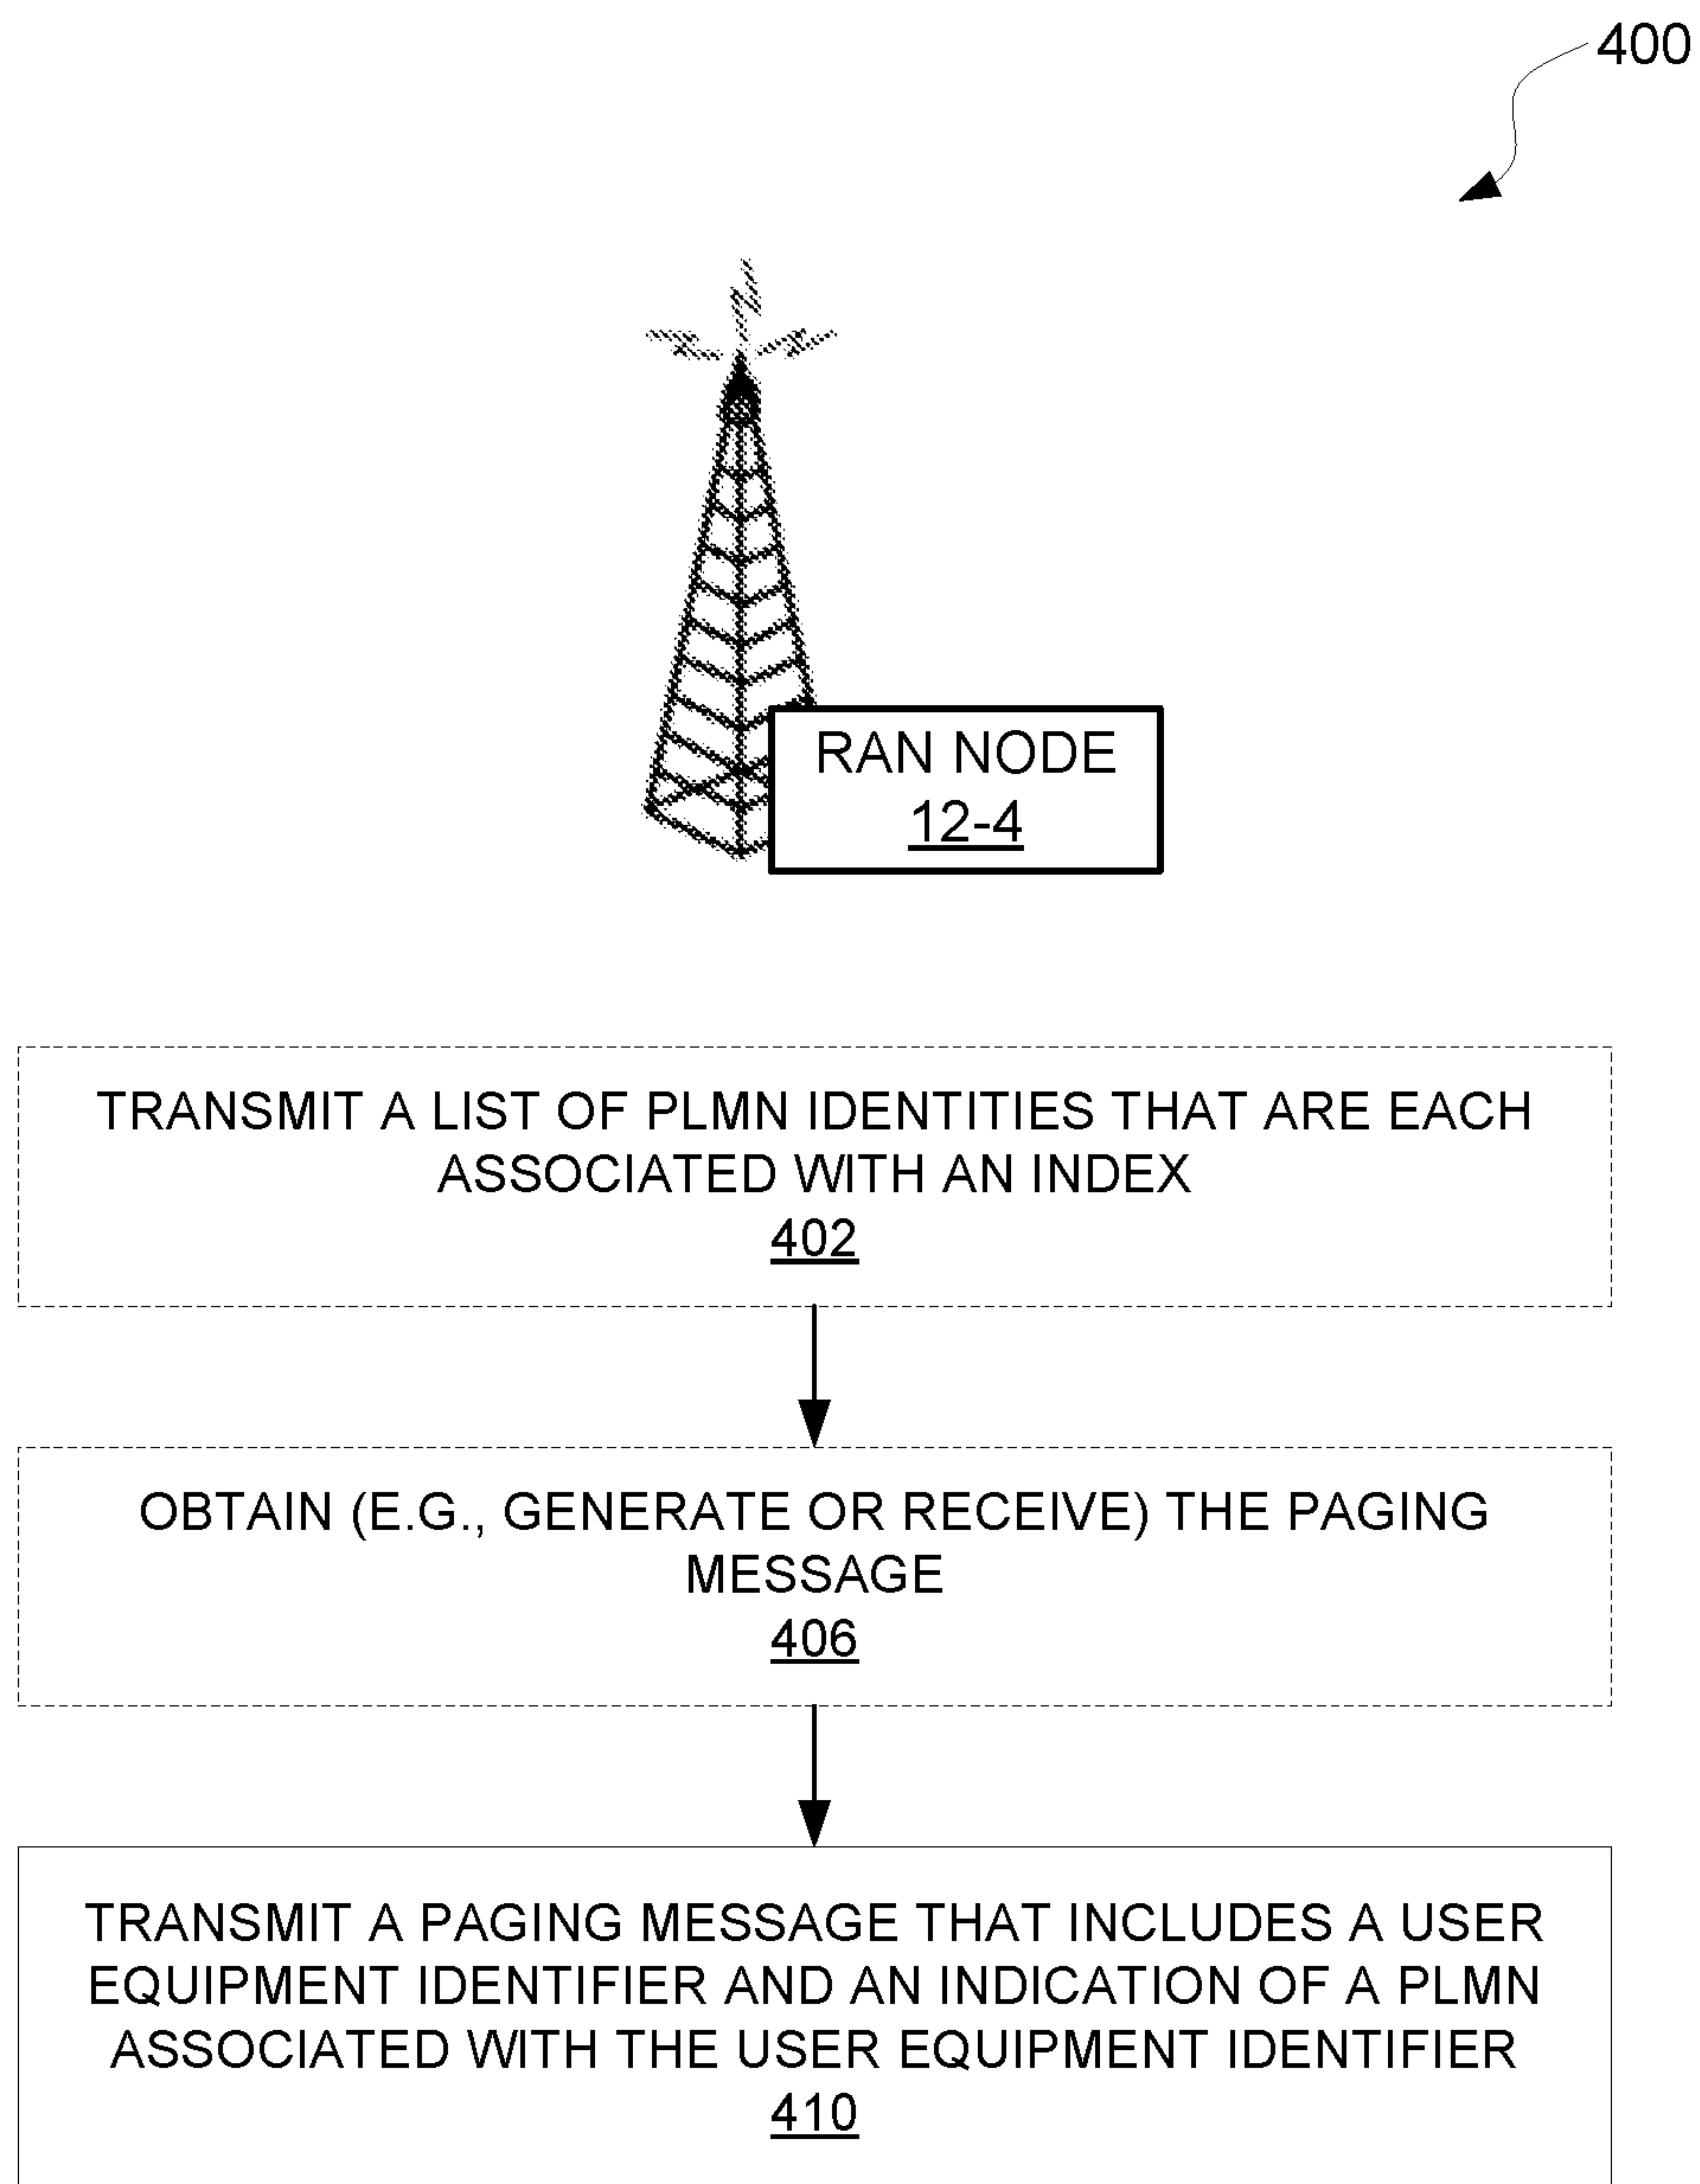 400
RAN NODE
12-4
TRANSMIT A LIST OF PLMN IDENTITIES THAT ARE EACH
ASSOCIATED WITH AN INDEX
402
OBTAIN (E.G., GENERATE OR RECEIVE) THE PAGING
MESSAGE
406
TRANSMIT A PAGING MESSAGE THAT INCLUDES A USER
EQUIPMENT IDENTIFIER AND AN INDICATION OF A PLMN
ASSOCIATED WITH THE USER EQUIPMENT IDENTIFIER
410